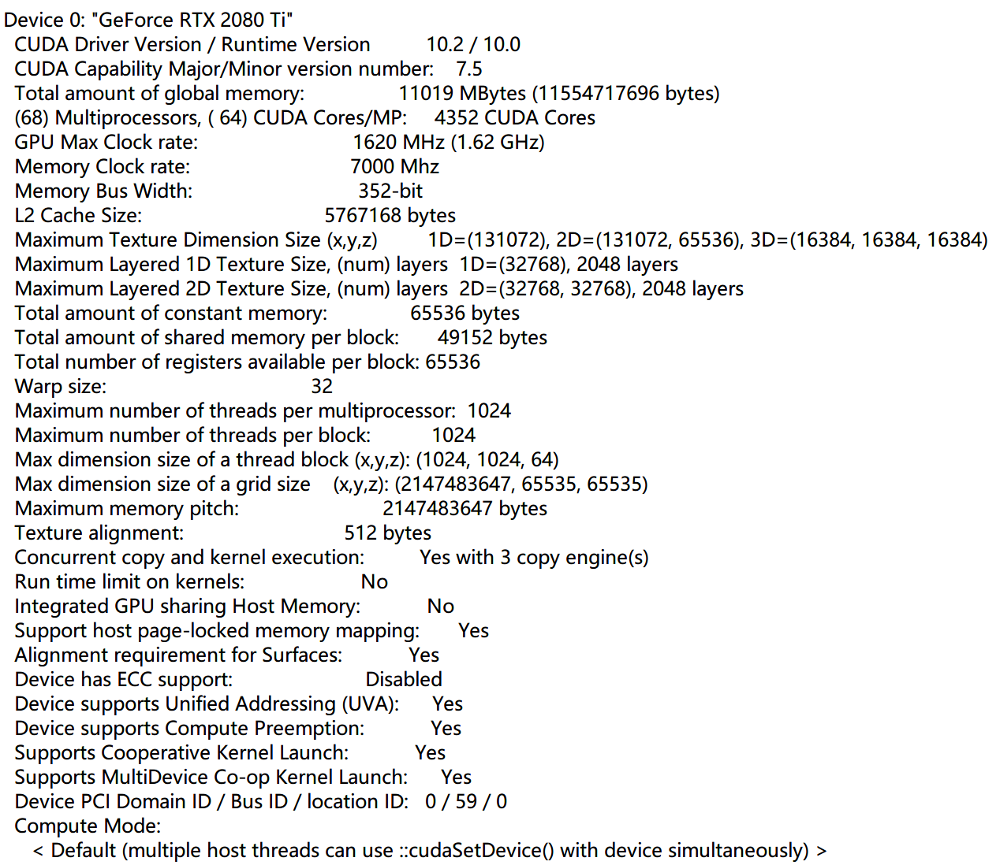 Device 0: "GeForce RTX 2080 Ti"
CUDA Driver Version / Runtime Version 10.2 / 10.0
CUDA Capability Major/Minor version number: 7.5
Total amount of global memory: 11019 MBytes (11554717696 bytes)
(68) Multiprocessors, ( 64) CUDA Cores/MP: 4352 CUDA Cores
GPU Max Clock rate: 1620 MHz (1.62 GHz)
Memory Clock rate: 7000 Mhz
Memory Bus Width: 352-bit
L2 Cache Size: 5767168 bytes
Maximum Texture Dimension Size (x,y,z) 1D=(131072), 2D=(131072, 65536), 3D=(16384, 16384, 16384)
Maximum Layered 1D Texture Size, (num) layers 1D=(32768), 2048 layers
Maximum Layered 2D Texture Size, (num) layers 2D=(32768, 32768), 2048 layers
Total amount of constant memory: 65536 bytes
Total amount of shared memory per block: 49152 bytes
Total number of registers available per block: 65536
Warp size: 32
Maximum number of threads per multiprocessor: 1024
Maximum number of threads per block: 1024
Max dimension size of a thread block (x,y,z): (1024, 1024, 64)
Max dimension size of a grid size (x,y,z): (2147483647, 65535, 65535)
Maximum memory pitch: 2147483647 bytes
Texture alignment: 512 bytes
Concurrent copy and kernel execution: Yes with 3 copy engine(s)
Run time limit on kernels: No
Integrated GPU sharing Host Memory: No
Support host page-locked memory mapping: Yes
Alignment requirement for Surfaces: Yes
Device has ECC support: Disabled
Device supports Unified Addressing (UVA): Yes
Device supports Compute Preemption: Yes
Supports Cooperative Kernel Launch: Yes
Supports MultiDevice Co-op Kernel Launch: Yes
Device PCI Domain ID / Bus ID / location ID: 0 / 59 / 0
Compute Mode:
< Default (multiple host threads can use ::cudaSetDevice() with device simultaneously) >